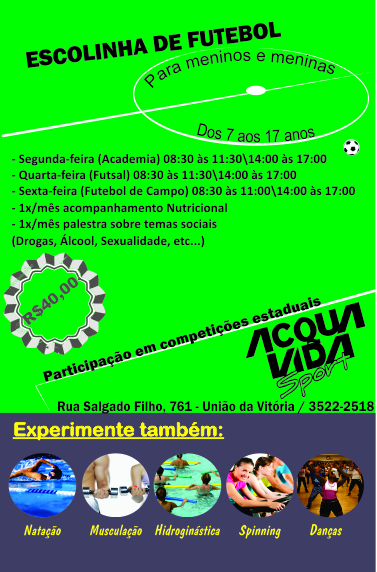 ESCOLINHA DE FUTEBOL
Para meninos e meninas
Dos 7 aos 17 anos
- Segunda-feira (Academia) 08:30 às 11:30\14:00 às 17:00
- Quarta-feira (Futsal) 08:30 às 11:30\14:00 às 17:00
- Sexta-feira (Futebol de Campo) 08:30 às 11:00\14:00 às 17:00
- 1x/mês acompanhamento Nutricional
- 1x/mês palestra sobre temas sociais
(Drogas, Álcool, Sexualidade, etc...)
R$40,00
Participação em competições estaduais
ACQUA
VIDA
Sport
Rua Salgado Filho, 761 - União da Vitória / 3522-2518
Experimente também:
Natação Musculação Hidroginástica Spinning Danças